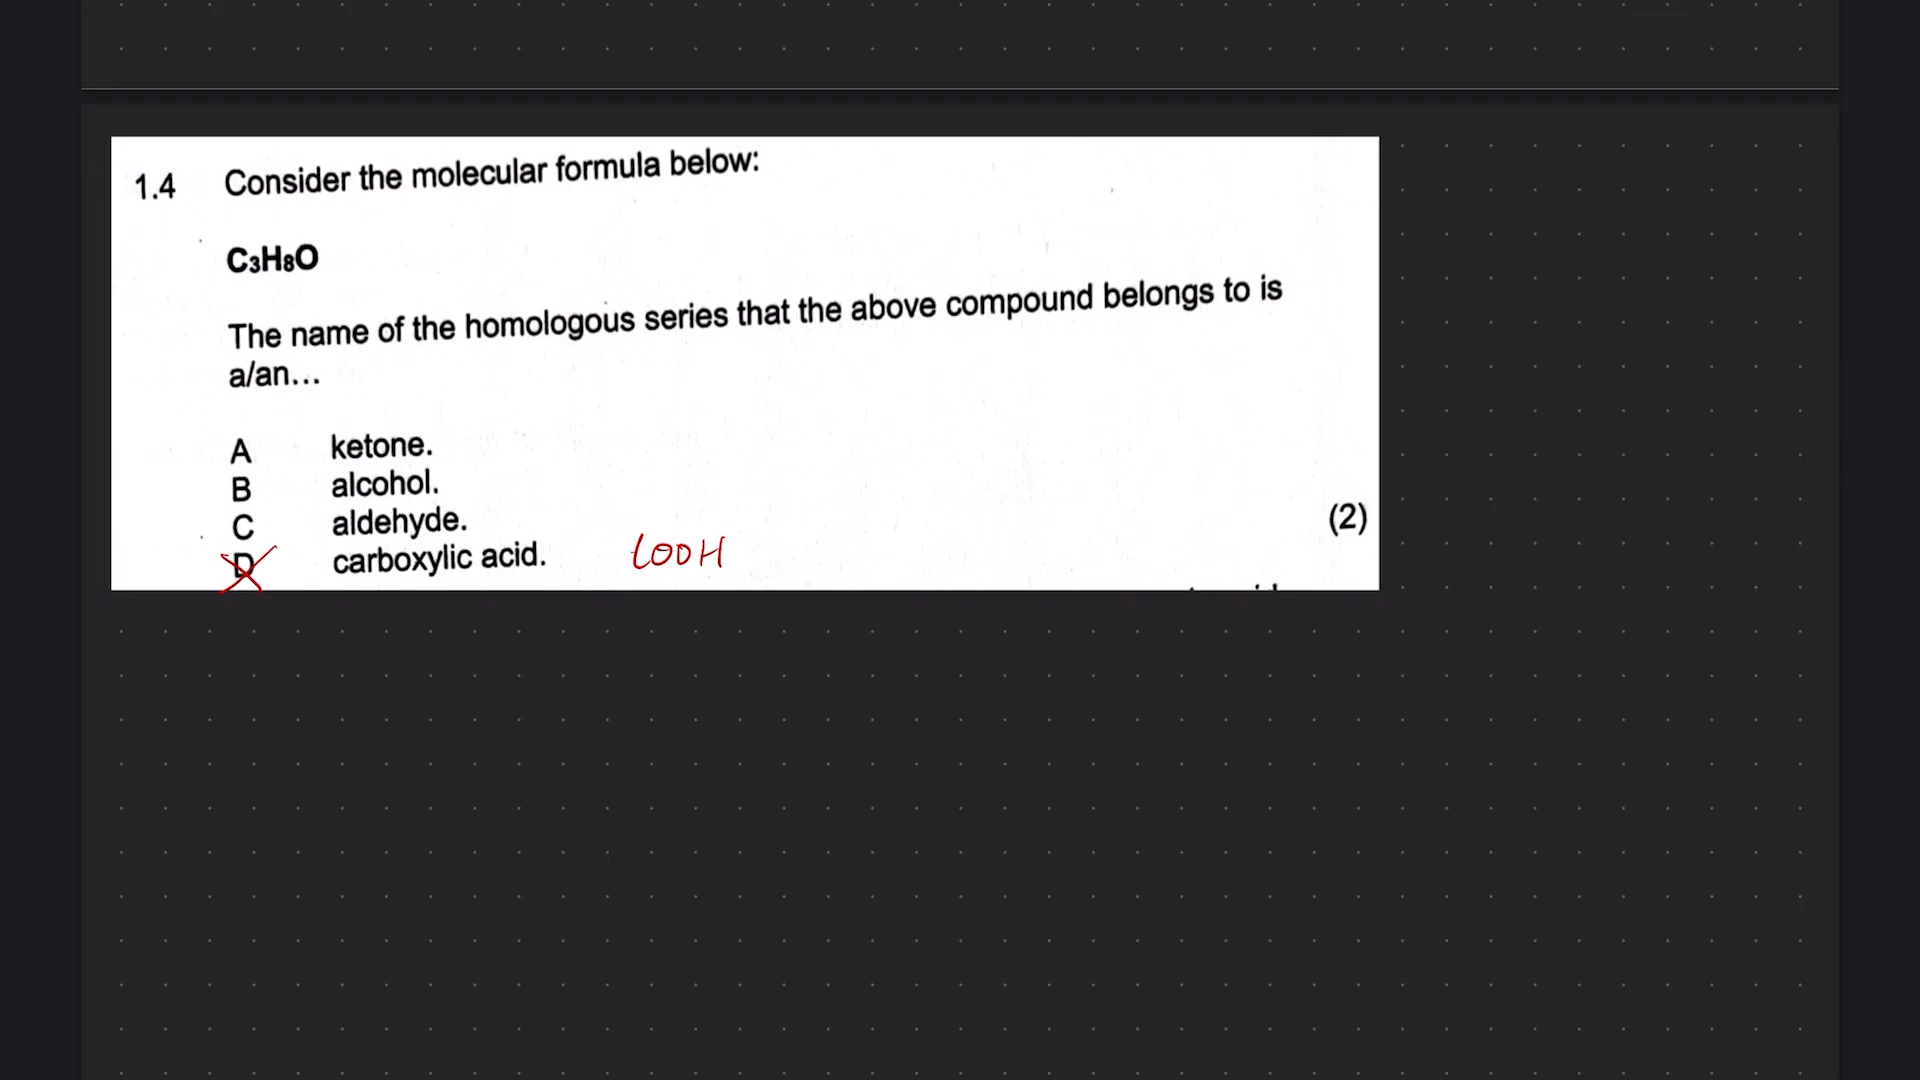 1.4 Consider the molecular formula below:
C₃H₈O
The name of the homologous series that the above compound belongs to is
a/an...
A ketone.
B alcohol.
C aldehyde. (2)
D carboxylic acid. COOH